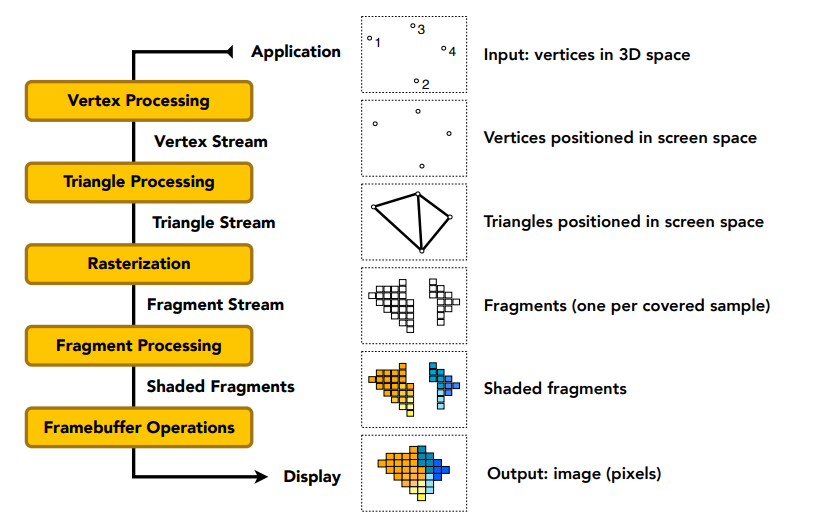 Application
1
3
4
2
Input: vertices in 3D space
Vertex Processing
Vertex Stream
Vertices positioned in screen space
Triangle Processing
Triangle Stream
Triangles positioned in screen space
Rasterization
Fragment Stream
Fragments (one per covered sample)
Fragment Processing
Shaded Fragments
Shaded fragments
Framebuffer Operations
Display
Output: image (pixels)